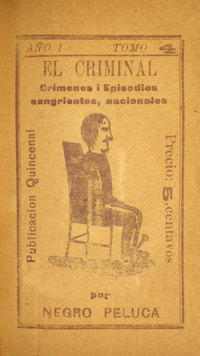 AÑO 1 TOMO 4
EL CRIMINAL
Crímenes i Episodios
sangrientos, nacionales
Publicacion Quincenal
Precio: 5 centavos
por
NEGRO PELUCA